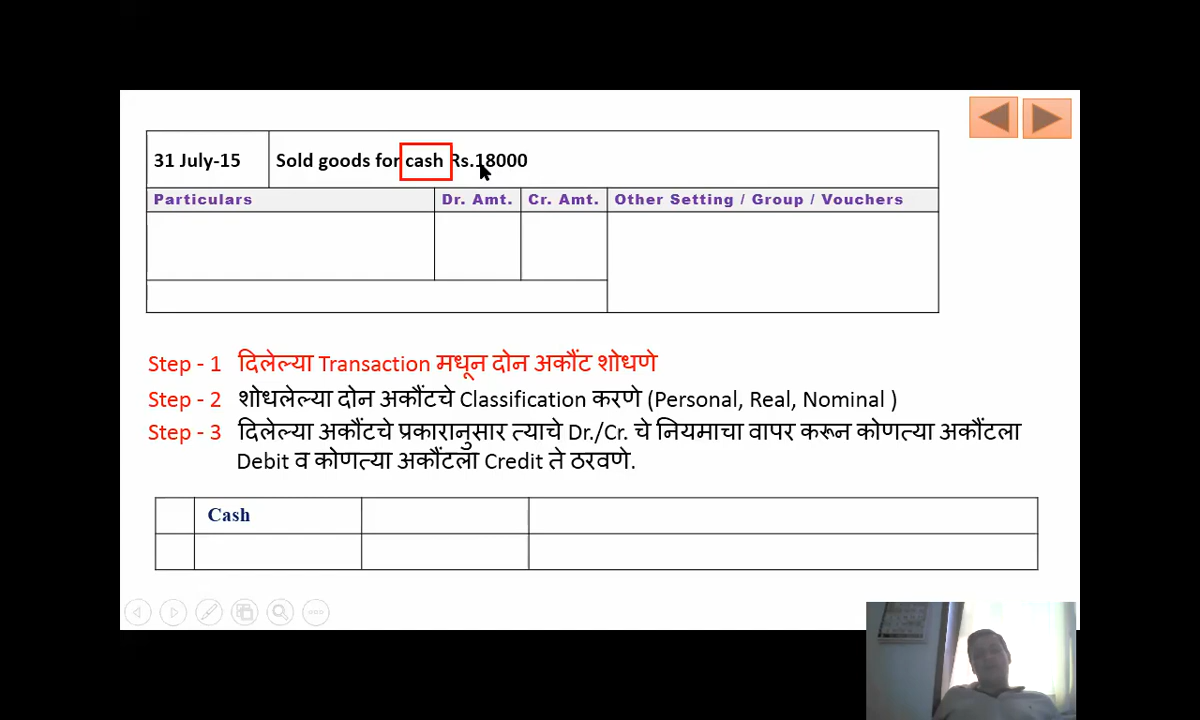 31 July-15 Sold goods for cash Rs.18000
Particulars Dr. Amt. Cr. Amt. Other Setting / Group / Vouchers
Step - 1 दिलेल्या Transaction मधून दोन अकौंट शोधणे
Step - 2 शोधलेल्या दोन अकौंटचे Classification करणे (Personal, Real, Nominal )
Step - 3 दिलेल्या अकौंटचे प्रकारानुसार त्याचे Dr./Cr. चे नियमाचा वापर करून कोणत्या अकौंटला
Debit व कोणत्या अकौंटला Credit ते ठरवणे.
Cash